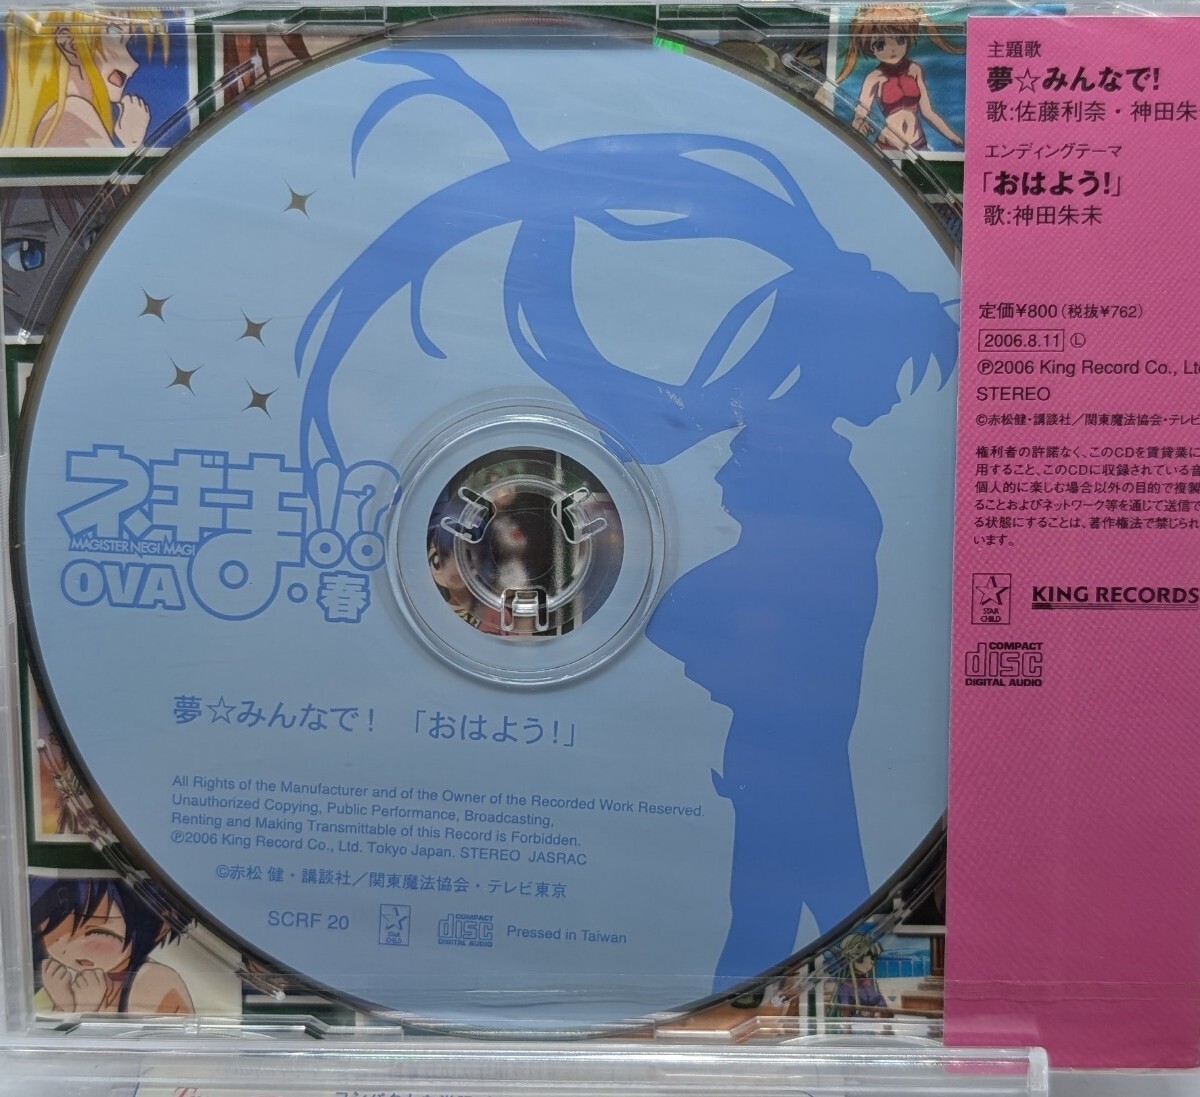 ネギま!?
MAGISTER NEGI MAGI
OVA 春
夢☆みんなで! 「おはよう!」
All Rights of the Manufacturer and of the Owner of the Recorded Work Reserved.
Unauthorized Copying, Public Performance, Broadcasting,
Renting and Making Transmittable of this Record is Forbidden.
℗2006 King Record Co., Ltd. Tokyo Japan. STEREO JASRAC
©赤松 健・講談社／関東魔法協会・テレビ東京
SCRF 20
STAR
CHILD
COMPACT
disc
DIGITAL AUDIO
Pressed in Taiwan
主題歌
夢☆みんなで!
歌:佐藤利奈・神田朱
エンディングテーマ
「おはよう!」
歌:神田朱未
定価¥800(税抜¥762)
2006.8.11 Ⓛ
℗2006 King Record Co., Lt
STEREO
©赤松健・講談社／関東魔法協会・テレビ
権利者の許諾なく、このCDを賃貸業に
用すること、このCDに収録されている音
個人的に楽しむ場合以外の目的で複製
ることおよびネットワーク等を通じて送信で
る状態にすることは、著作権法で禁じられ
います。
STAR
CHILD
KING RECORDS
COMPACT
disc
DIGITAL AUDIO